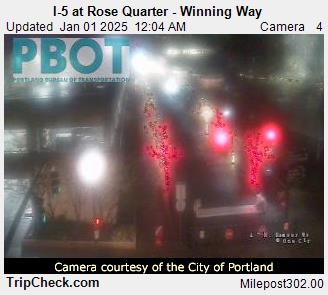 I-5 at Rose Quarter - Winning Way
Updated Jan 01 2025 12:04 AM Camera 4
PBOT
PORTLAND BUREAU OF TRANSPORTATION
Camera courtesy of the City of Portland
TripCheck.com Milepost302.00